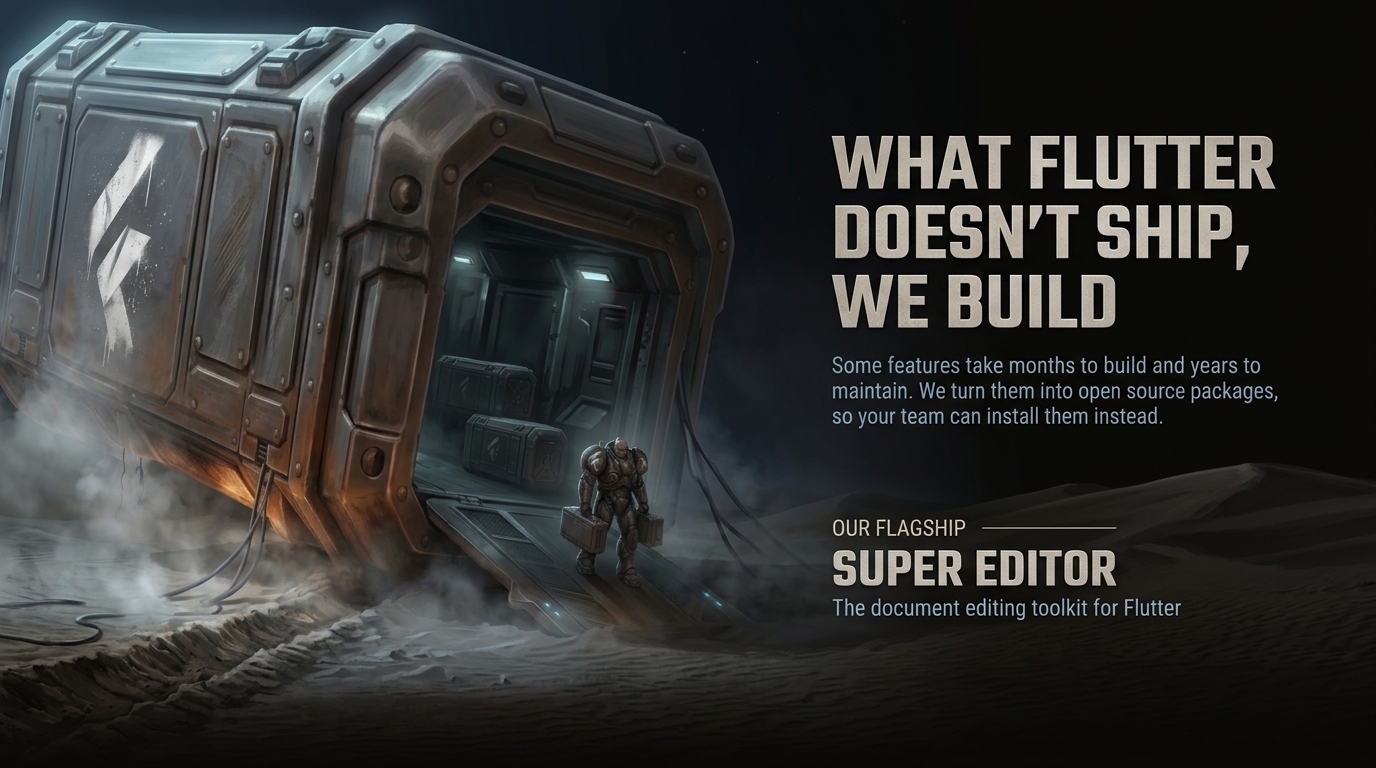 WHAT FLUTTER
DOESN'T SHIP,
WE BUILD
Some features take months to build and years to
maintain. We turn them into open source packages,
so your team can install them instead.
OUR FLAGSHIP
SUPER EDITOR
The document editing toolkit for Flutter